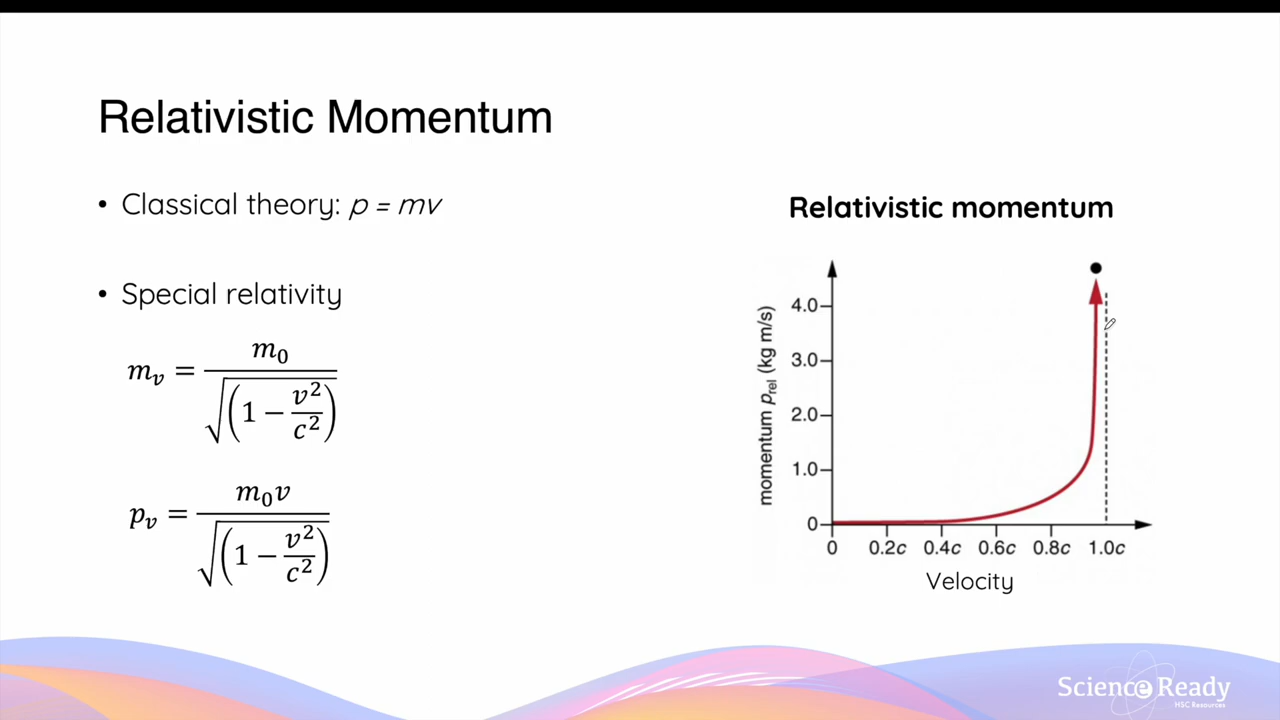 Relativistic Momentum
• Classical theory: p = mv
• Special relativity
m_v = m_0 / √(1 − v²/c²)
p_v = m_0 v / √(1 − v²/c²)
Relativistic momentum
momentum p_rel (kg m/s)
4.0
3.0
2.0
1.0
0
0 0.2c 0.4c 0.6c 0.8c 1.0c
Velocity
Science Ready
HSC Resources